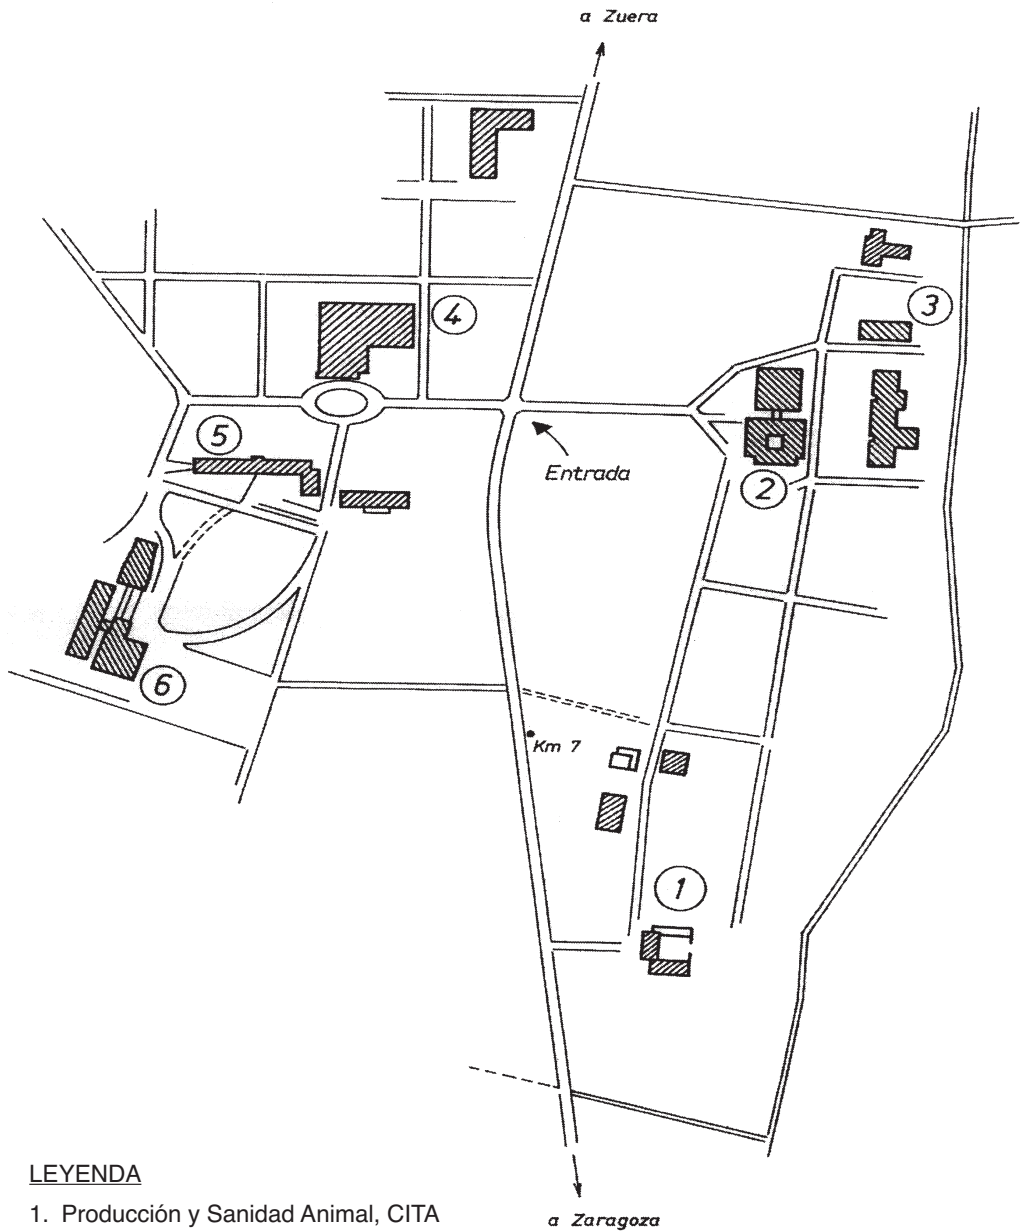 a Zuera
3
4
5
Entrada
2
6
Km 7
1
LEYENDA
1. Producción y Sanidad Animal, CITA
a Zaragoza